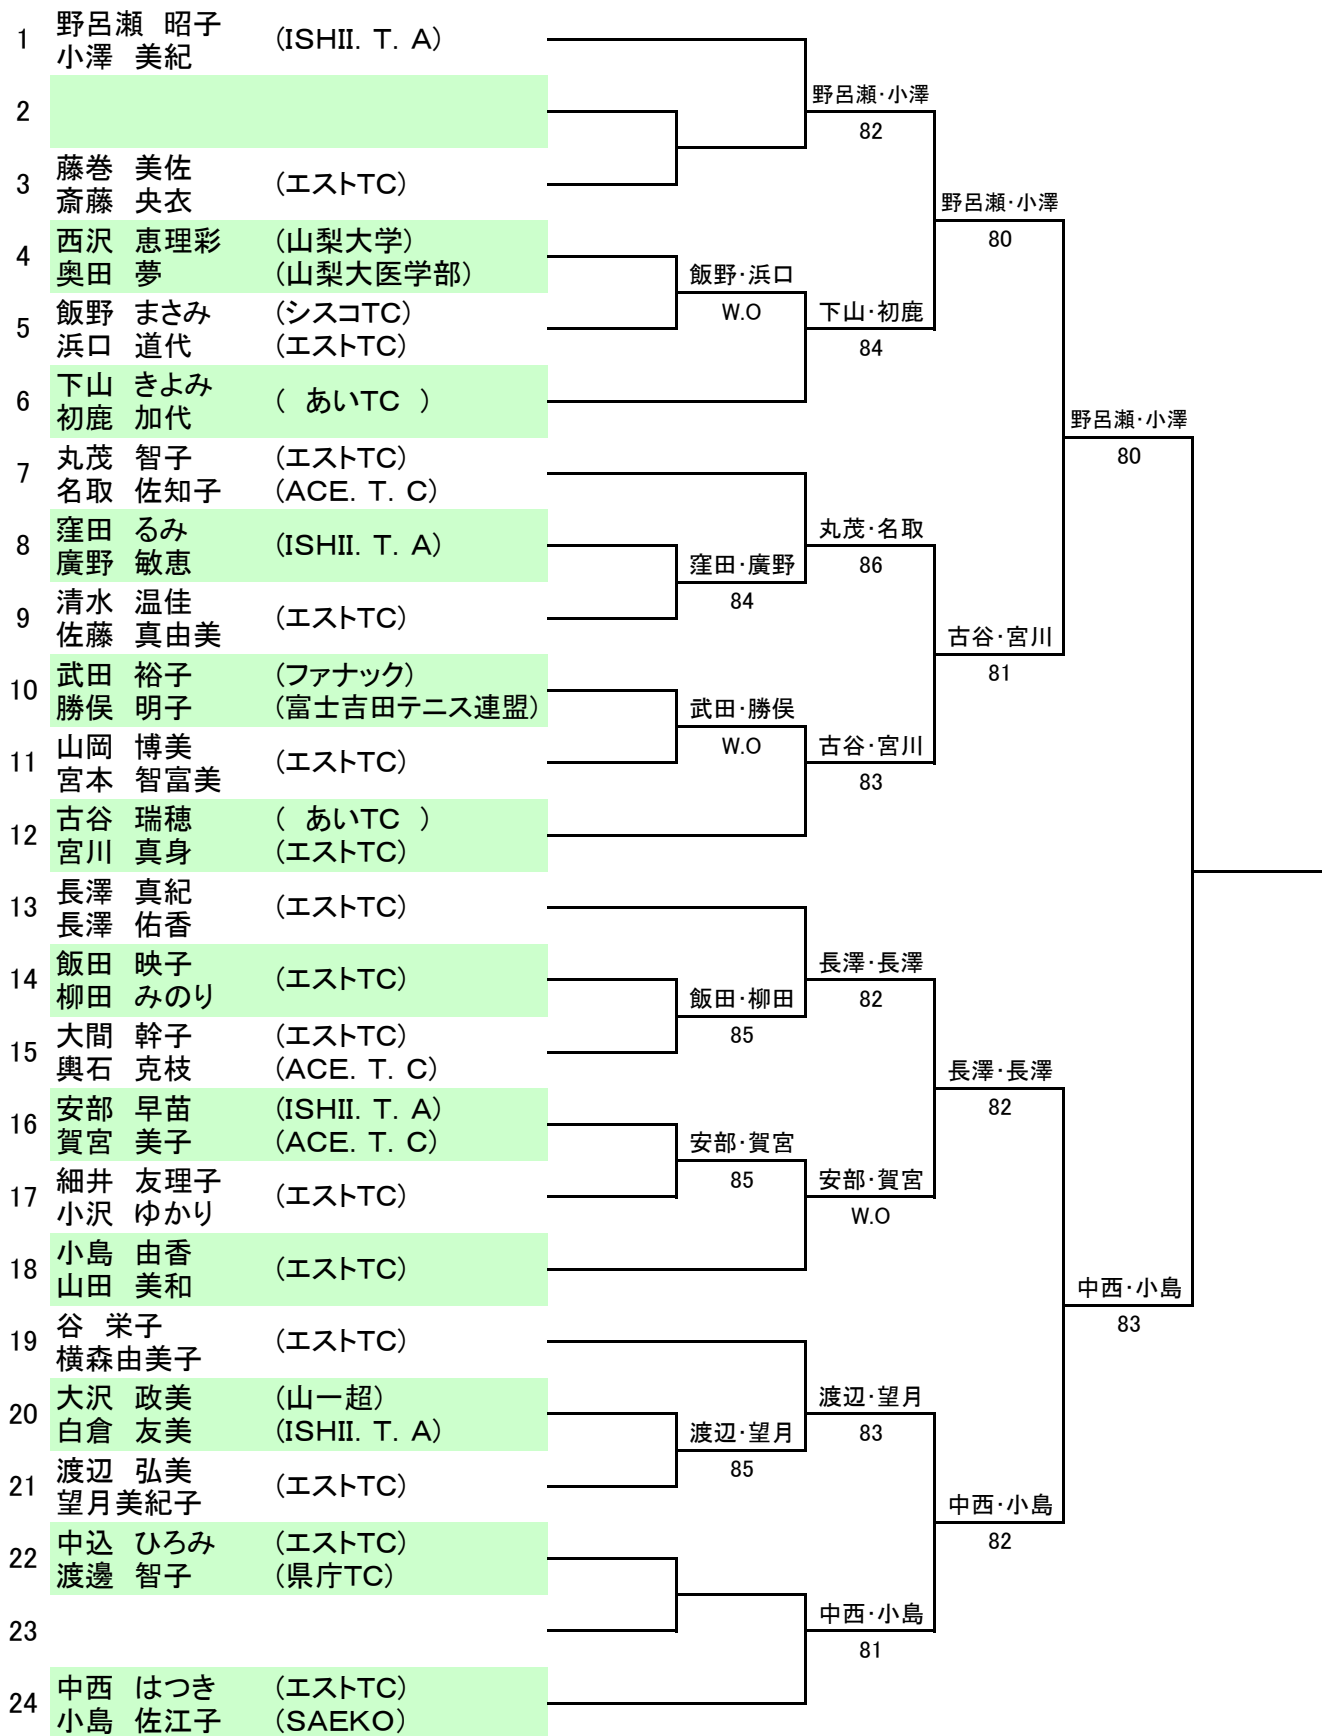 1 野呂瀬 昭子 (ISHII. T. A)
小澤 美紀
2
3 藤巻 美佐 (エストTC)
斎藤 央衣
4 西沢 恵理彩 (山梨大学)
奥田 夢 (山梨大医学部)
5 飯野 まさみ (シスコTC)
浜口 道代 (エストTC)
6 下山 きよみ ( あいTC )
初鹿 加代
7 丸茂 智子 (エストTC)
名取 佐知子 (ACE. T. C)
8 窪田 るみ (ISHII. T. A)
廣野 敏恵
9 清水 温佳 (エストTC)
佐藤 真由美
10 武田 裕子 (ファナック)
勝俣 明子 (富士吉田テニス連盟)
11 山岡 博美 (エストTC)
宮本 智富美
12 古谷 瑞穂 ( あいTC )
宮川 真身 (エストTC)
13 長澤 真紀 (エストTC)
長澤 佑香
14 飯田 映子 (エストTC)
柳田 みのり
15 大間 幹子 (エストTC)
輿石 克枝 (ACE. T. C)
16 安部 早苗 (ISHII. T. A)
賀宮 美子 (ACE. T. C)
17 細井 友理子 (エストTC)
小沢 ゆかり
18 小島 由香 (エストTC)
山田 美和
19 谷 栄子 (エストTC)
横森由美子
20 大沢 政美 (山一超)
白倉 友美 (ISHII. T. A)
21 渡辺 弘美 (エストTC)
望月美紀子
22 中込 ひろみ (エストTC)
渡邊 智子 (県庁TC)
23
24 中西 はつき (エストTC)
小島 佐江子 (SAEKO)
飯野・浜口
W.O
窪田・廣野
84
武田・勝俣
W.O
飯田・柳田
85
安部・賀宮
85
渡辺・望月
85
野呂瀬・小澤
82
下山・初鹿
84
丸茂・名取
86
古谷・宮川
83
長澤・長澤
82
安部・賀宮
W.O
渡辺・望月
83
中西・小島
81
野呂瀬・小澤
80
古谷・宮川
81
長澤・長澤
82
中西・小島
82
野呂瀬・小澤
80
中西・小島
83